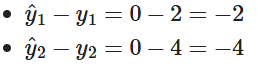 • ŷ₁ − y₁ = 0 − 2 = −2
• ŷ₂ − y₂ = 0 − 4 = −4